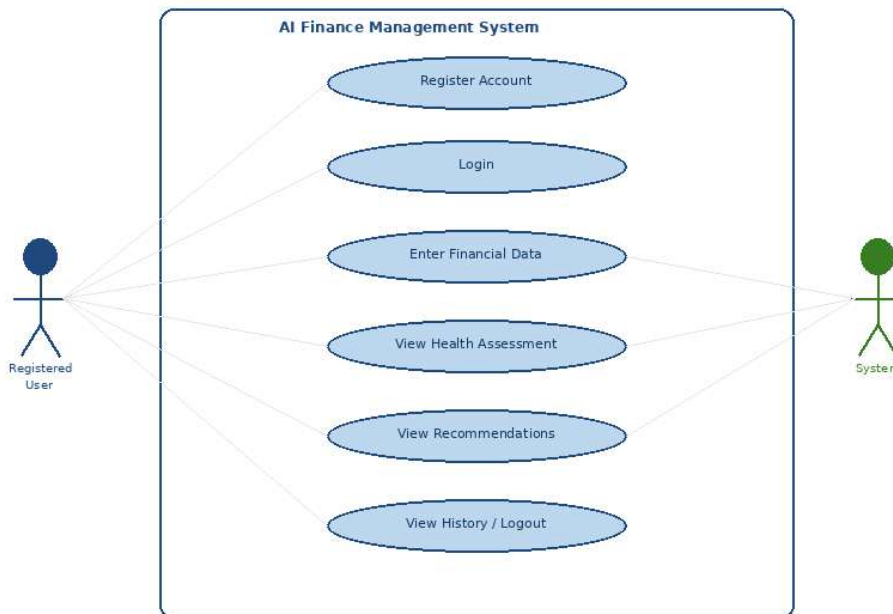 AI Finance Management System
Register Account
Login
Enter Financial Data
View Health Assessment
Registered
User
System
View Recommendations
View History / Logout